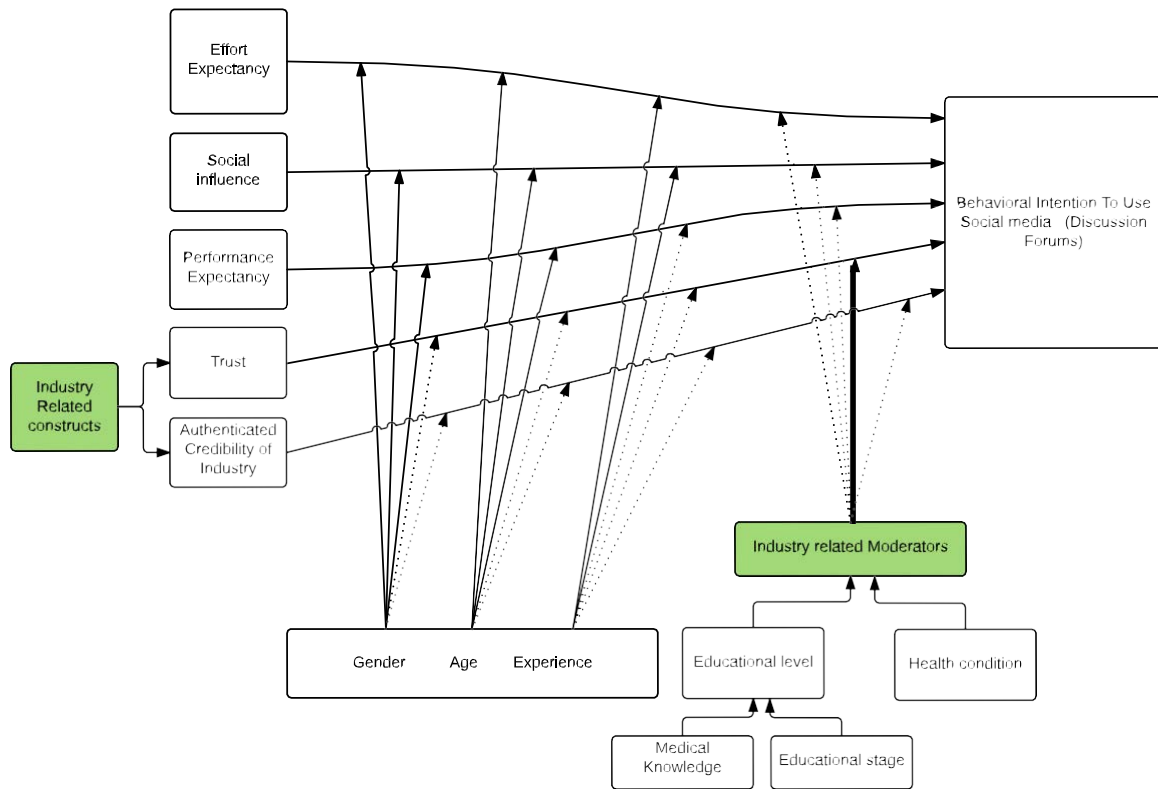 Effort
Expectancy
Social
influence
Performance
Expectancy
Trust
Authenticated
Credibility of
Industry
Industry
Related
constructs
Behavioral Intention To Use
Social media (Discussion
Forums)
Industry related Moderators
Gender Age Experience
Educational level
Health condition
Medical
Knowledge
Educational stage